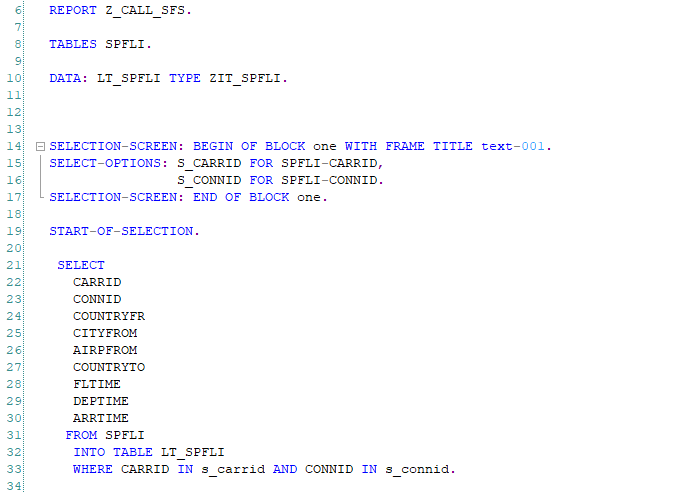 6 REPORT Z_CALL_SFS.
7
8 TABLES SPFLI.
9
10 DATA: LT_SPFLI TYPE ZIT_SPFLI.
11
12
13
14 SELECTION-SCREEN: BEGIN OF BLOCK one WITH FRAME TITLE text-001.
15 SELECT-OPTIONS: S_CARRID FOR SPFLI-CARRID,
16 S_CONNID FOR SPFLI-CONNID.
17 SELECTION-SCREEN: END OF BLOCK one.
18
19 START-OF-SELECTION.
20
21 SELECT
22 CARRID
23 CONNID
24 COUNTRYFR
25 CITYFROM
26 AIRPFROM
27 COUNTRYTO
28 FLTIME
29 DEPTIME
30 ARRTIME
31 FROM SPFLI
32 INTO TABLE LT_SPFLI
33 WHERE CARRID IN s_carrid AND CONNID IN s_connid.
34